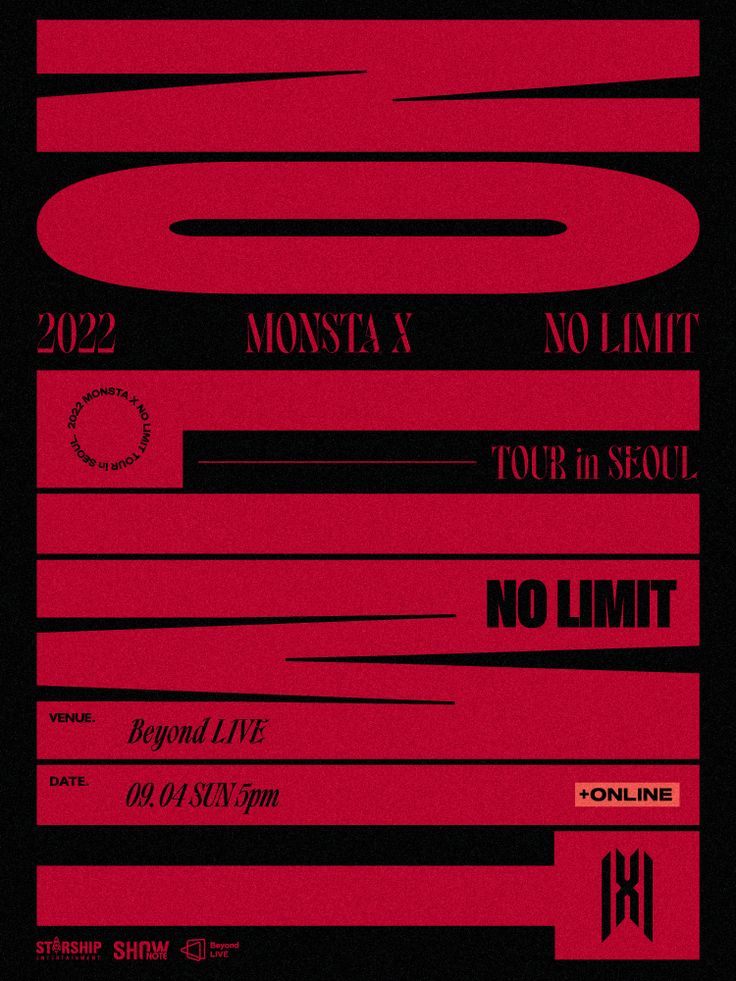 NO
2022 MONSTA X NO LIMIT
2022 MONSTA X NO LIMIT TOUR in SEOUL
TOUR in SEOUL
LIMIT
NO LIMIT
VENUE. Beyond LIVE
DATE. 09. 04 SUN 5pm +ONLINE
STARSHIP
ENTERTAINMENT
SHOW
NOTE
Beyond
LIVE